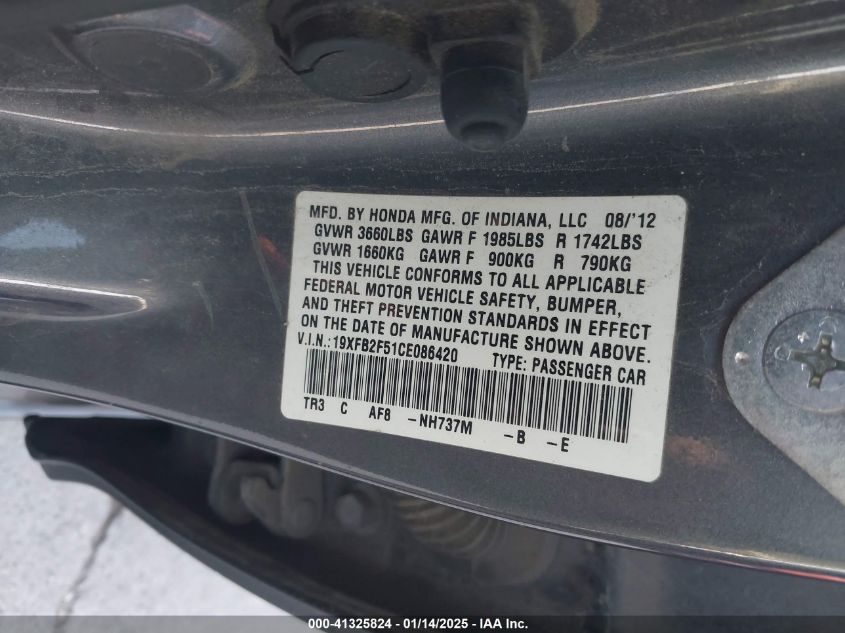 MFD. BY HONDA MFG. OF INDIANA, LLC 08/'12
GVWR 3660LBS GAWR F 1985LBS R 1742LBS
GVWR 1660KG GAWR F 900KG R 790KG
THIS VEHICLE CONFORMS TO ALL APPLICABLE
FEDERAL MOTOR VEHICLE SAFETY, BUMPER,
AND THEFT PREVENTION STANDARDS IN EFFECT
ON THE DATE OF MANUFACTURE SHOWN ABOVE.
V.I.N.:19XFB2F51CE086420 TYPE: PASSENGER CAR
TR3 C AF8 -NH737M -B -E
000-41325824 - 01/14/2025 - IAA Inc.